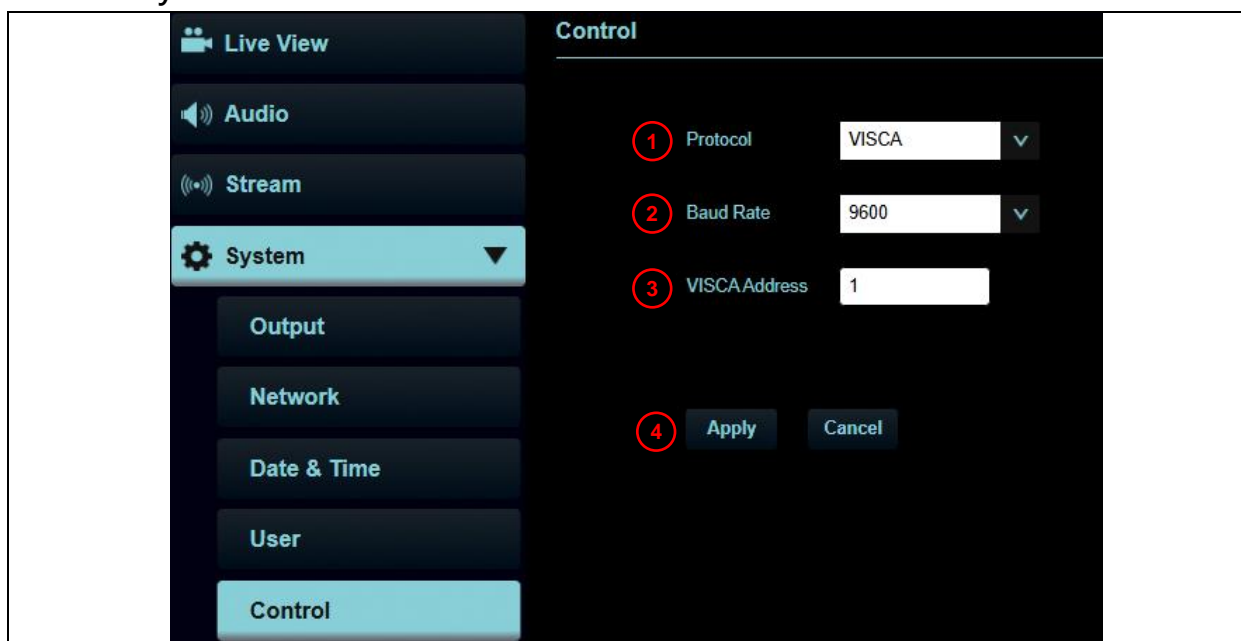 Live View
Audio
Stream
System
Output
Network
Date & Time
User
Control
Control
1 Protocol VISCA
2 Baud Rate 9600
3 VISCA Address 1
4 Apply Cancel